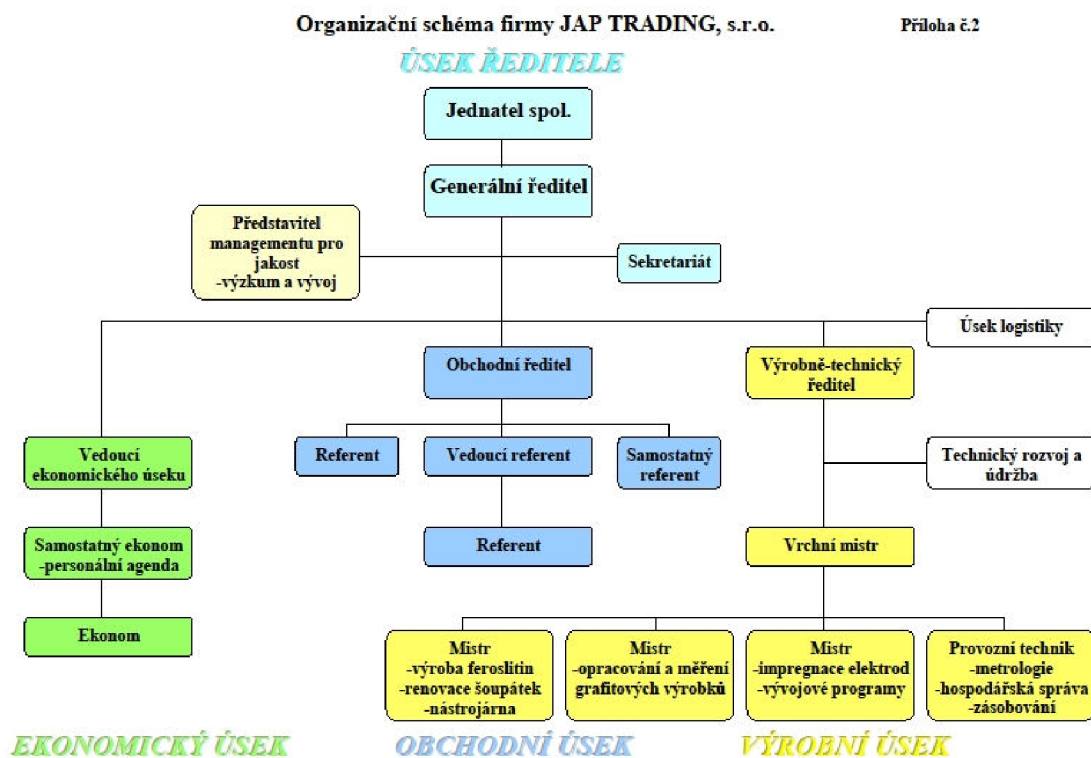 Organizační schéma firmy JAP TRADING, s.r.o.
Příloha č.2
ÚSEK ŘEDITELE
Jednatel spol.
Generální ředitel
Představitel
managementu pro
jakost
-výzkum a vývoj
Sekretariát
Úsek logistiky
Obchodní ředitel
Výrobně-technický
ředitel
Vedoucí
ekonomického úseku
Referent
Vedoucí referent
Samostatný
referent
Technický rozvoj a
údržba
Samostatný ekonom
-personální agenda
Referent
Vrchní mistr
Ekonom
Mistr
-výroba feroslitin
-renovace šoupátek
-nástrojárna
Mistr
-opracování a měření
grafitových výrobků
Mistr
-impregnace elektrod
-vývojové programy
Provozní technik
-metrologie
-hospodářská správa
-zásobování
EKONOMICKÝ ÚSEK
OBCHODNÍ ÚSEK
VÝROBNÍ ÚSEK